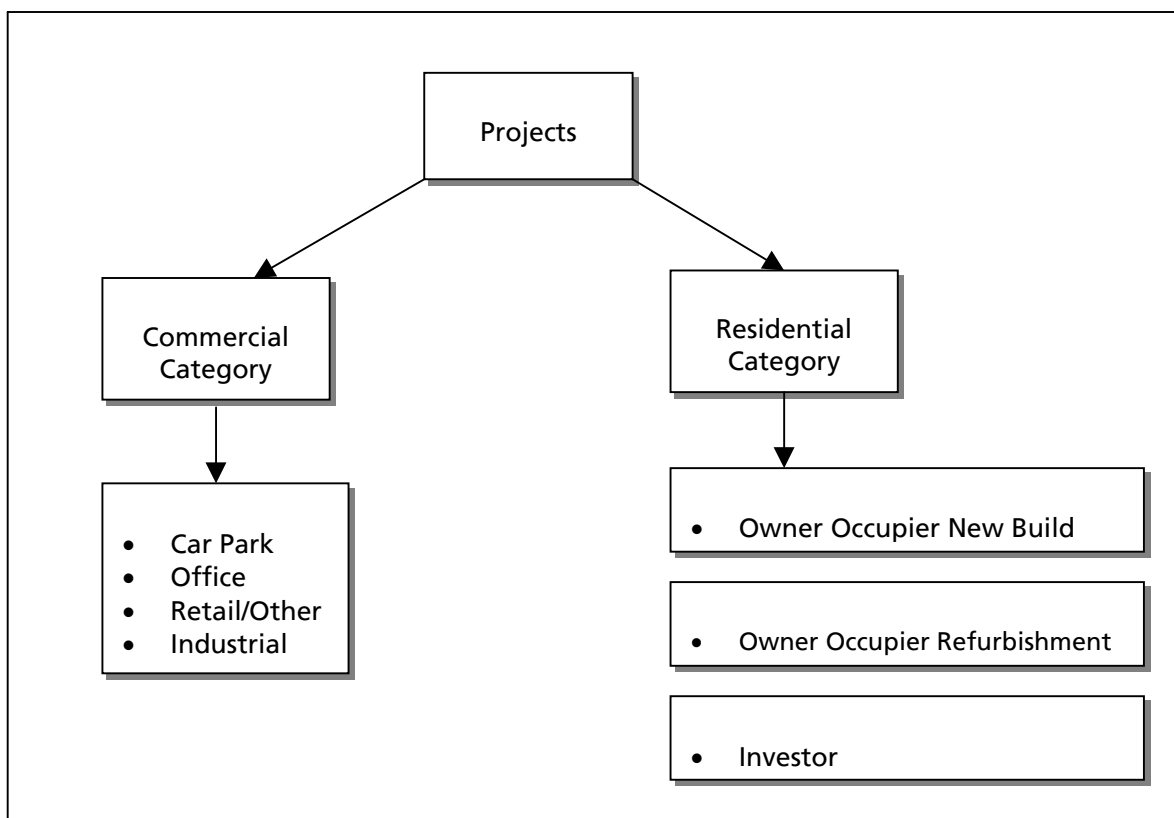 Projects
Commercial
Category
Residential
Category
• Car Park
• Office
• Retail/Other
• Industrial
• Owner Occupier New Build
• Owner Occupier Refurbishment
• Investor